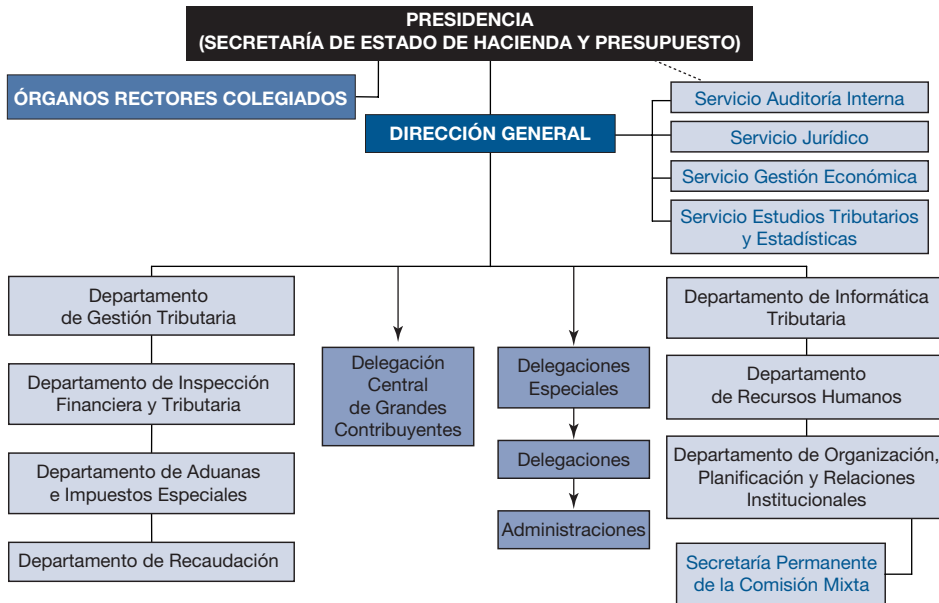 PRESIDENCIA
(SECRETARÍA DE ESTADO DE HACIENDA Y PRESUPUESTO)
ÓRGANOS RECTORES COLEGIADOS
DIRECCIÓN GENERAL
Servicio Auditoría Interna
Servicio Jurídico
Servicio Gestión Económica
Servicio Estudios Tributarios
y Estadísticas
Departamento
de Gestión Tributaria
Departamento de Inspección
Financiera y Tributaria
Departamento de Aduanas
e Impuestos Especiales
Departamento de Recaudación
Delegación
Central
de Grandes
Contribuyentes
Delegaciones
Especiales
Delegaciones
Administraciones
Departamento de Informática
Tributaria
Departamento
de Recursos Humanos
Departamento de Organización,
Planificación y Relaciones
Institucionales
Secretaría Permanente
de la Comisión Mixta